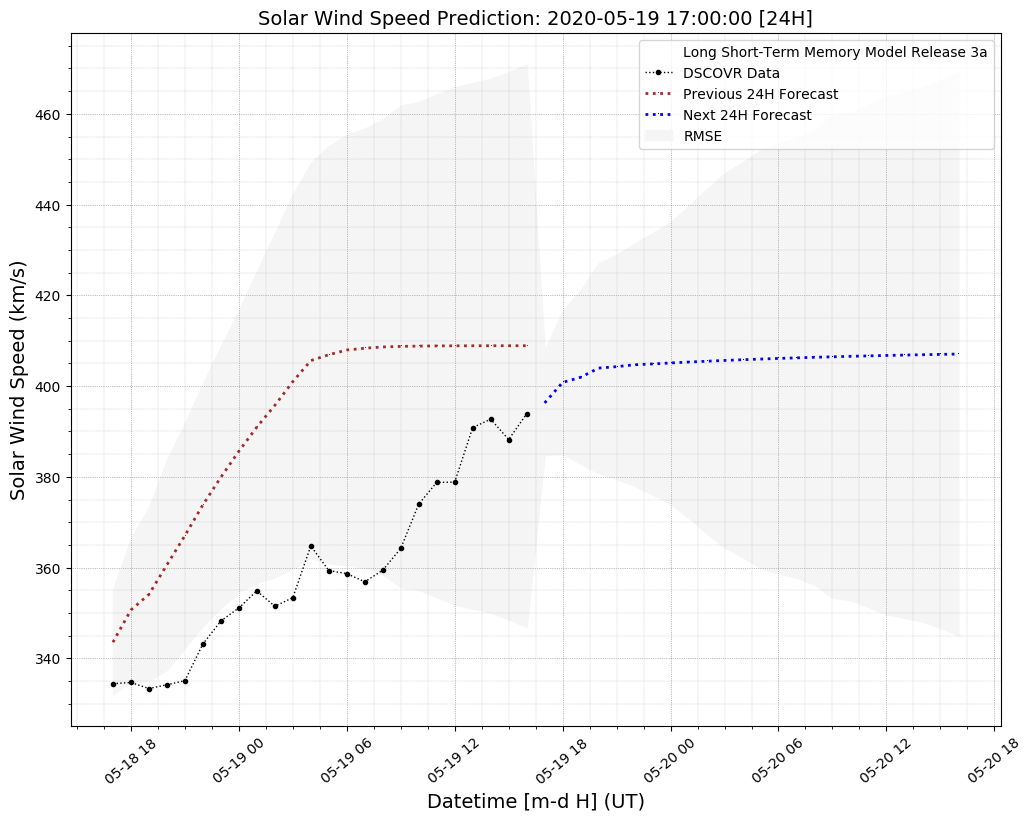 Solar Wind Speed Prediction: 2020-05-19 17:00:00 [24H]
Long Short-Term Memory Model Release 3a
DSCOVR Data
Previous 24H Forecast
Next 24H Forecast
RMSE
Solar Wind Speed (km/s)
460
440
420
400
380
360
340
05-18 18
05-19 00
05-19 06
05-19 12
05-19 18
05-20 00
05-20 06
05-20 12
05-20 18
Datetime [m-d H] (UT)